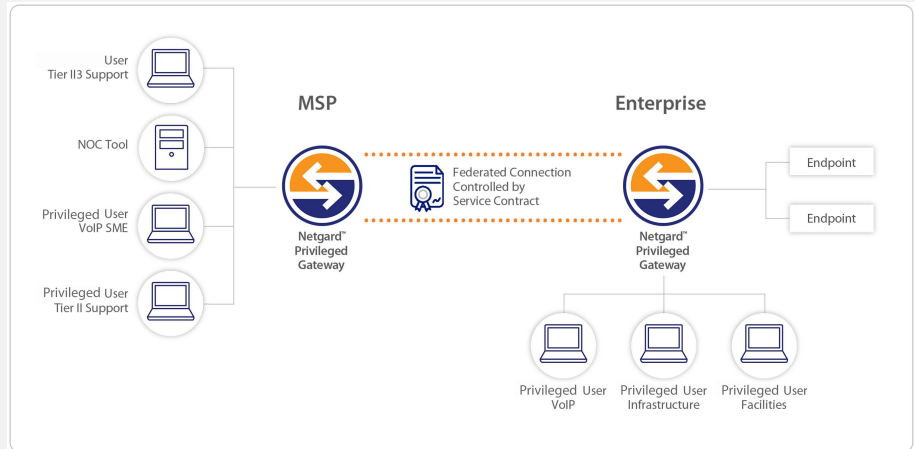 User
Tier II3 Support
NOC Tool
Privileged User
VoIP SME
Privileged User
Tier II Support
MSP
Netgard™
Privileged
Gateway
Federated Connection
Controlled by
Service Contract
Enterprise
Netgard™
Privileged
Gateway
Endpoint
Endpoint
Privileged User
VoIP
Privileged User
Infrastructure
Privileged User
Facilities